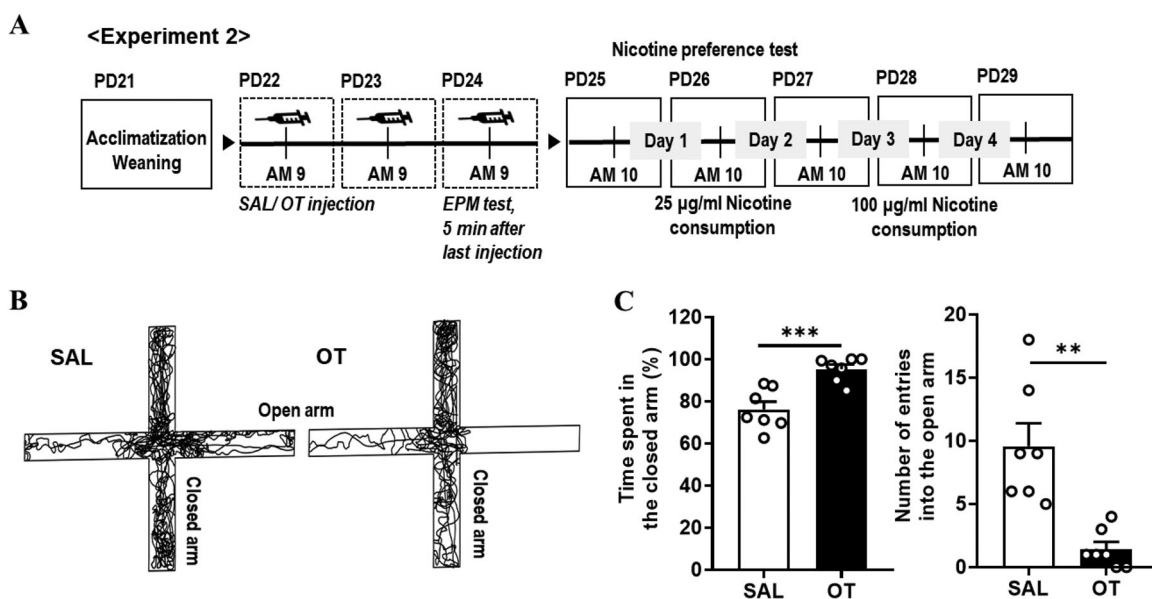 A
<Experiment 2>
Nicotine preference test
PD21
PD22
PD23
PD24
PD25
PD26
PD27
PD28
PD29
Acclimatization
Weaning
AM 9
AM 9
AM 9
Day 1
Day 2
Day 3
Day 4
AM 10
AM 10
AM 10
AM 10
AM 10
SAL/ OT injection
EPM test,
5 min after
last injection
25 µg/ml Nicotine
consumption
100 µg/ml Nicotine
consumption
B
SAL
OT
Open arm
Closed arm
Closed arm
C
Time spent in
the closed arm (%)
120
100
80
60
40
20
0
***
SAL
OT
Number of entries
into the open arm
20
15
10
5
0
**
SAL
OT